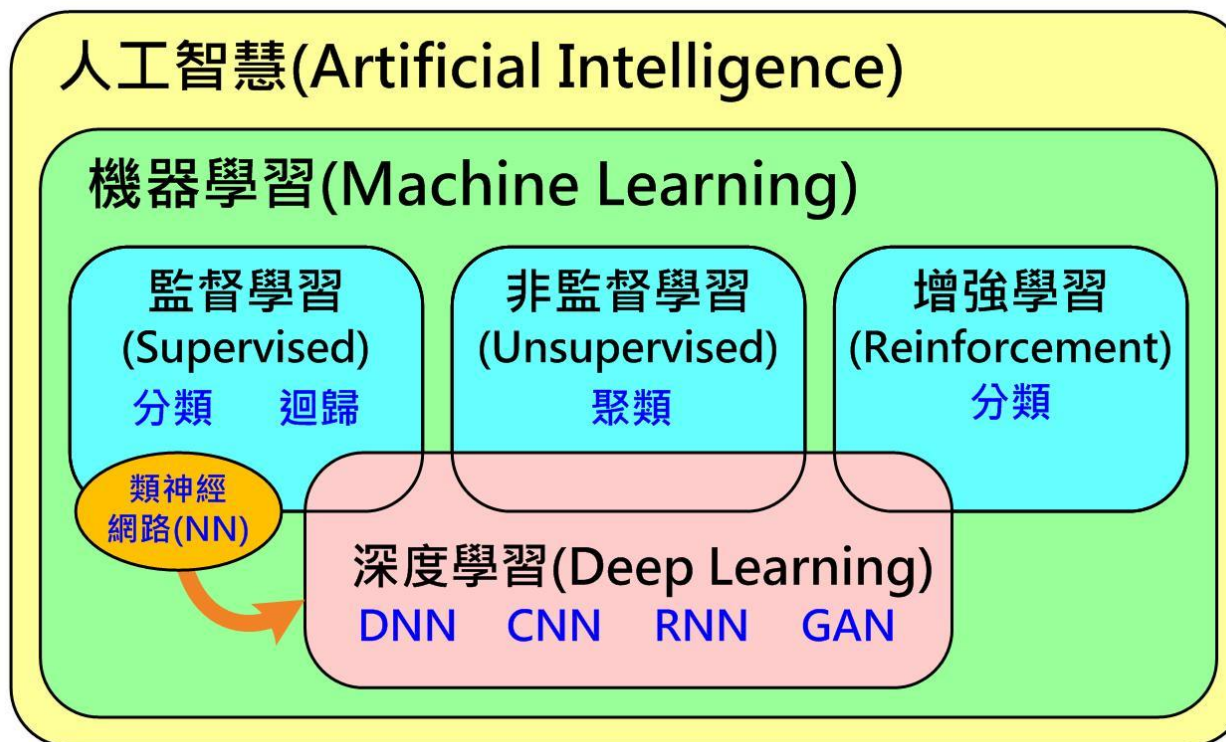 人工智慧(Artificial Intelligence)
機器學習(Machine Learning)
監督學習
(Supervised)
分類 迴歸
非監督學習
(Unsupervised)
聚類
增強學習
(Reinforcement)
分類
類神經
網路(NN)
深度學習(Deep Learning)
DNN CNN RNN GAN